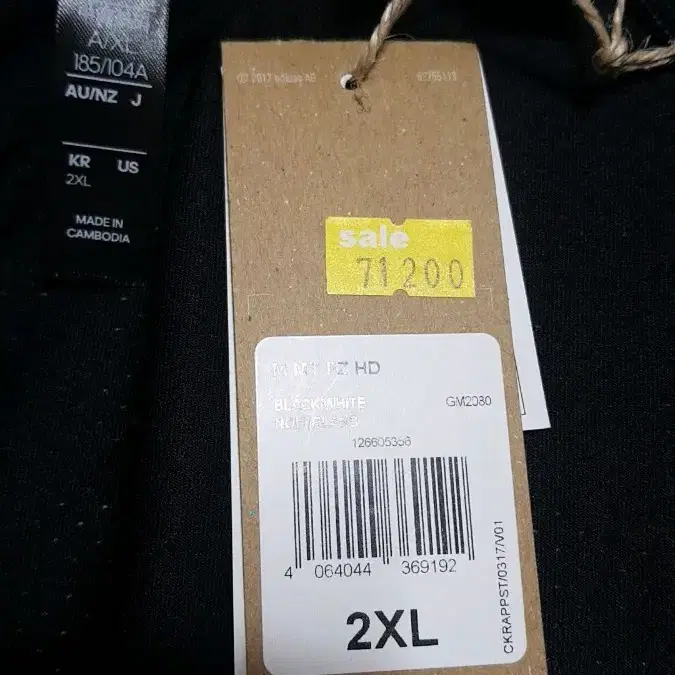 A/XL
185/104A
AU/NZ J
KR US
2XL
MADE IN
CAMBODIA
© 2017 adidas AG
sale
71200
HD
BLACK/WHITE
GM2080
126605356
4 064044 369192
2XL
CKRAPPST/0317/V01